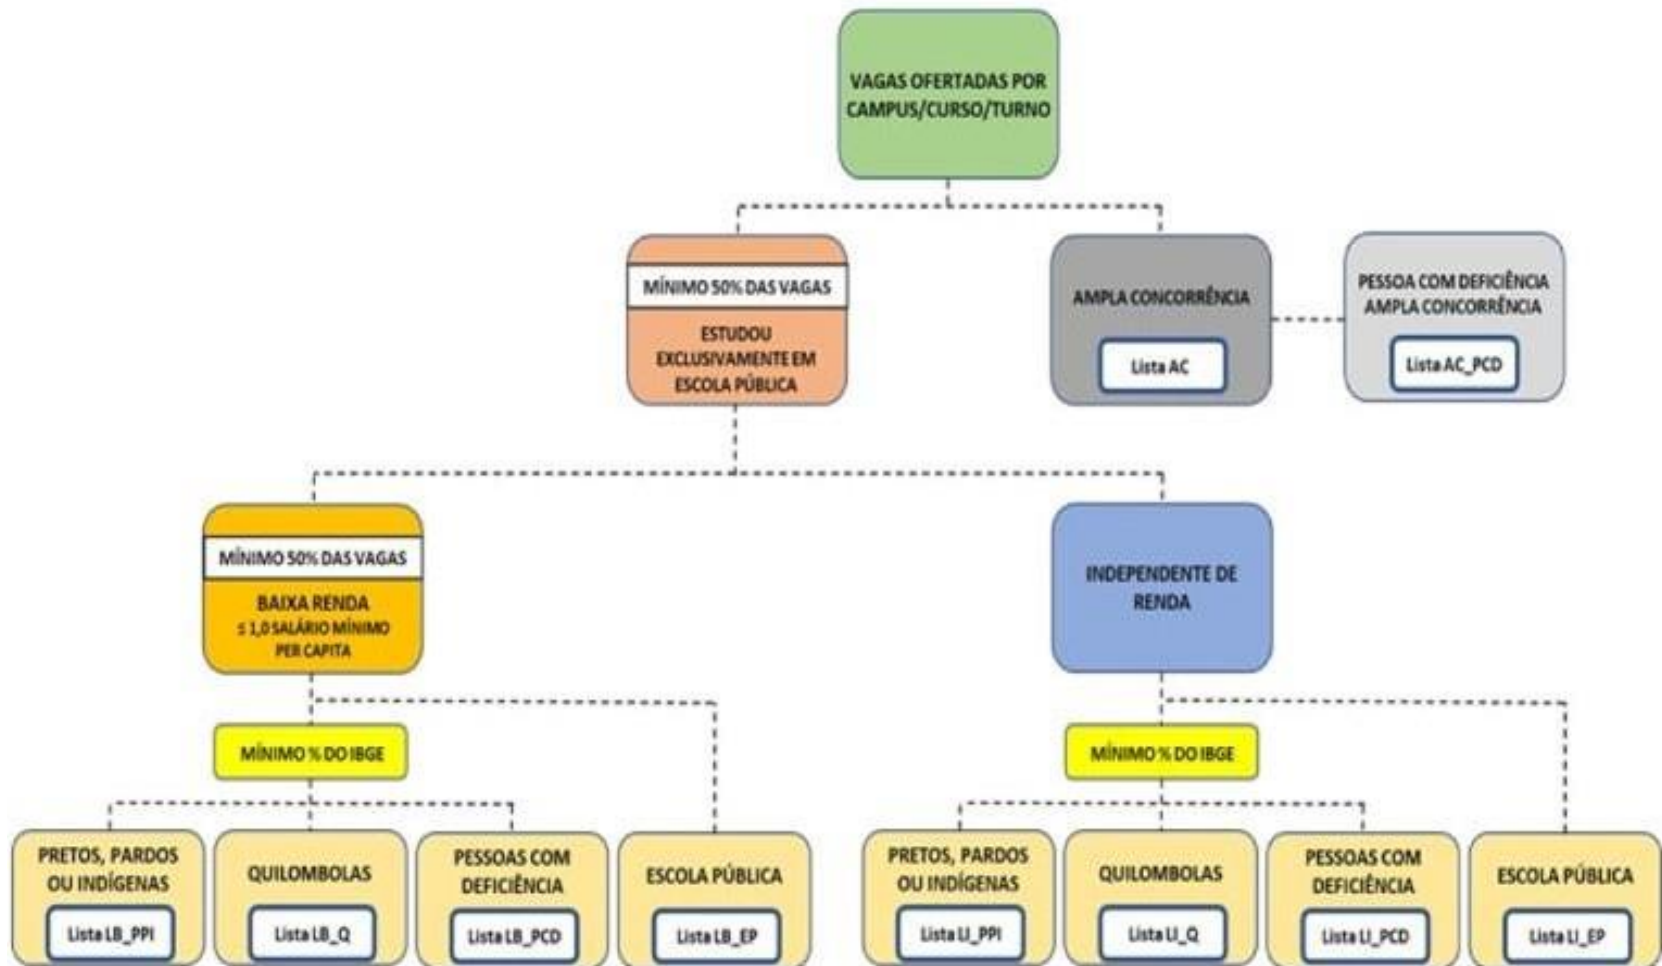 VAGAS OFERTADAS POR
CAMPUS/CURSO/TURNO
MÍNIMO 50% DAS VAGAS
ESTUDOU
EXCLUSIVAMENTE EM
ESCOLA PÚBLICA
AMPLA CONCORRÊNCIA
Lista AC
PESSOA COM DEFICIÊNCIA
AMPLA CONCORRÊNCIA
Lista AC_PCD
MÍNIMO 50% DAS VAGAS
BAIXA RENDA
≤ 1,0 SALÁRIO MÍNIMO
PER CAPITA
INDEPENDENTE DE
RENDA
MÍNIMO % DO IBGE
MÍNIMO % DO IBGE
PRETOS, PARDOS
OU INDÍGENAS
Lista LB_PPI
QUILOMBOLAS
Lista LB_Q
PESSOAS COM
DEFICIÊNCIA
Lista LB_PCD
ESCOLA PÚBLICA
Lista LB_EP
PRETOS, PARDOS
OU INDÍGENAS
Lista LI_PPI
QUILOMBOLAS
Lista LI_Q
PESSOAS COM
DEFICIÊNCIA
Lista LI_PCD
ESCOLA PÚBLICA
Lista LI_EP